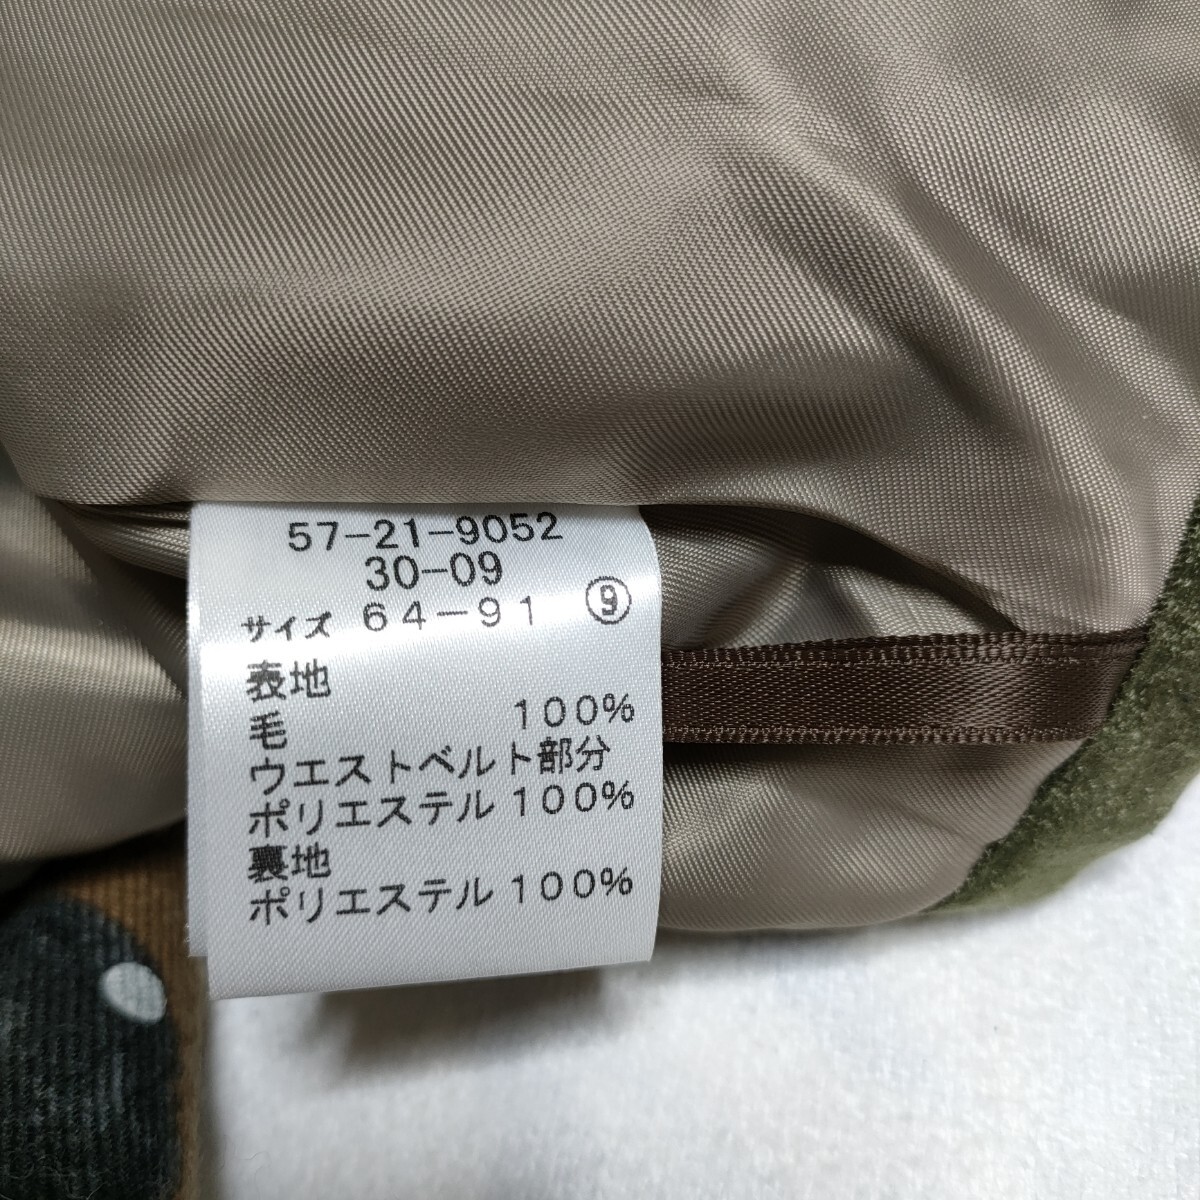 57-21-9052
30-09
サイズ 64-91 ⑨
表地
毛 100%
ウエストベルト部分
ポリエステル 100%
裏地
ポリエステル 100%